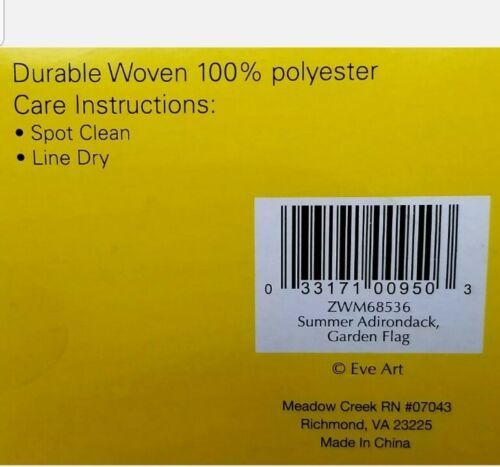 Durable Woven 100% polyester
Care Instructions:
• Spot Clean
• Line Dry
0 33171 00950 3
ZWM68536
Summer Adirondack,
Garden Flag
© Eve Art
Meadow Creek RN #07043
Richmond, VA 23225
Made In China